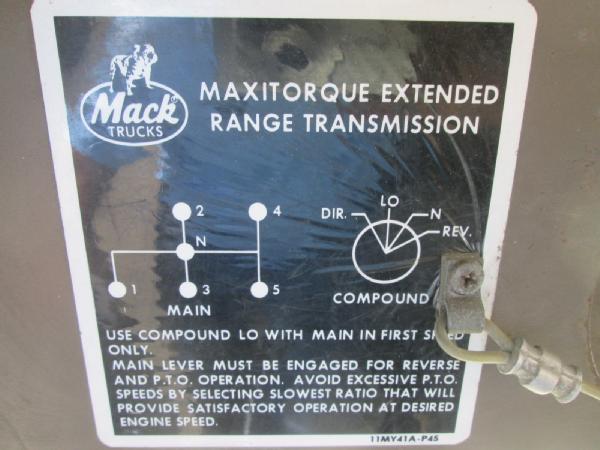 Mack
TRUCKS
MAXITORQUE EXTENDED
RANGE TRANSMISSION
2 4
N
1 3 5
MAIN
DIR. LO N
REV.
COMPOUND
USE COMPOUND LO WITH MAIN IN FIRST SPEED
ONLY.
MAIN LEVER MUST BE ENGAGED FOR REVERSE
AND P.T.O. OPERATION. AVOID EXCESSIVE P.T.O.
SPEEDS BY SELECTING SLOWEST RATIO THAT WILL
PROVIDE SATISFACTORY OPERATION AT DESIRED
ENGINE SPEED.
11MY41A-P45